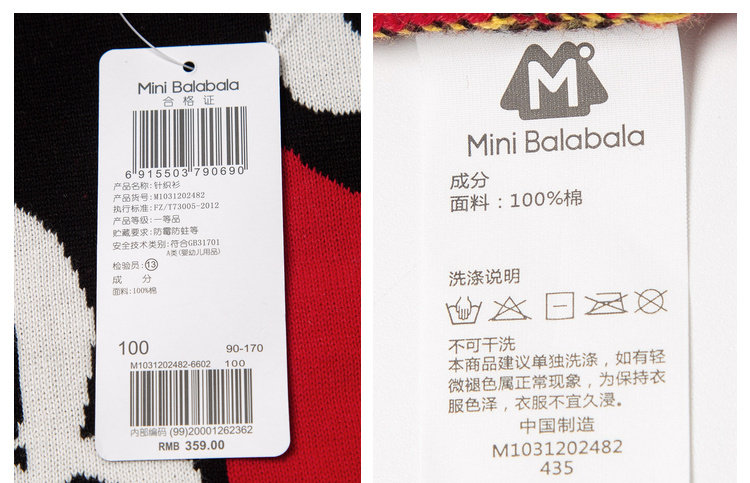 Mini Balabala
合格证
6 915503 790690
产品名称: 针织衫
产品货号: M1031202482
执行标准: FZ/T73005-2012
产品等级: 一等品
贮藏要求: 防霉防蛀等
安全技术类别: 符合GB31701
A类(婴幼儿用品)
检验员: 13
成 分
面料: 100%棉
100 90-170
M1031202482-6602 100
内部编码 (99)20001262362
RMB 359.00
M
Mini Balabala
成分
面料：100%棉
洗涤说明
不可干洗
本商品建议单独洗涤，如有轻
微褪色属正常现象，为保持衣
服色泽，衣服不宜久浸。
中国制造
M1031202482
435